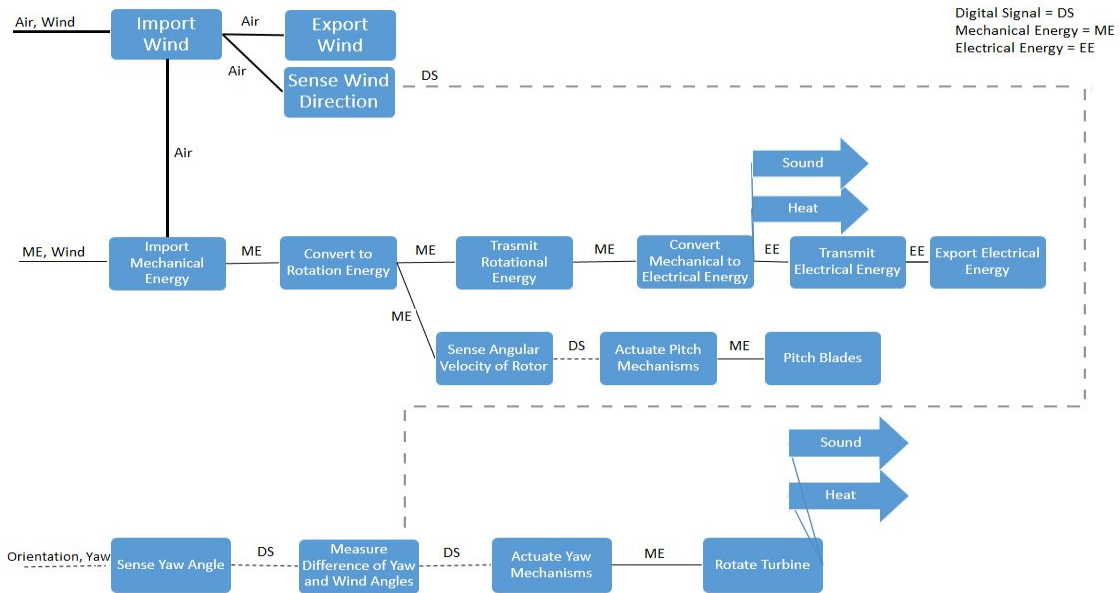 Air, Wind
Import
Wind
Air
Export
Wind
Air
Sense Wind
Direction
DS
Digital Signal = DS
Mechanical Energy = ME
Electrical Energy = EE
Air
Sound
Heat
ME, Wind
Import
Mechanical
Energy
ME
Convert to
Rotation Energy
ME
Trasmit
Rotational
Energy
ME
Convert
Mechanical to
Electrical Energy
EE
Transmit
Electrical Energy
EE
Export Electrical
Energy
ME
Sense Angular
Velocity of Rotor
DS
Actuate Pitch
Mechanisms
ME
Pitch Blades
Sound
Heat
Orientation, Yaw
Sense Yaw Angle
DS
Measure
Difference of Yaw
and Wind Angles
DS
Actuate Yaw
Mechanisms
ME
Rotate Turbine